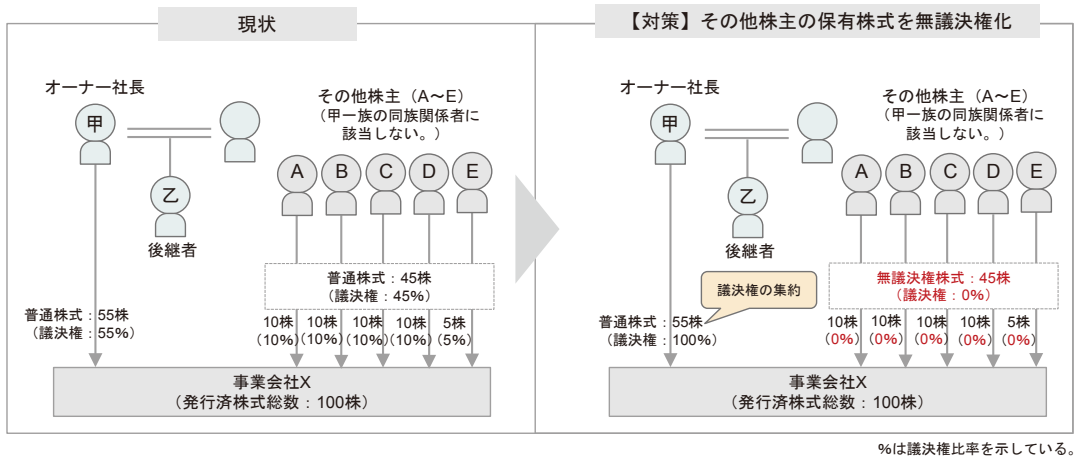 現状
オーナー社長
甲
乙
後継者
その他株主（A～E）
（甲一族の同族関係者に
該当しない。）
A B C D E
普通株式：45株
（議決権：45%）
普通株式：55株
（議決権：55%）
10株 10株 10株 10株 5株
（10%）（10%）（10%）（10%）（5%）
事業会社X
（発行済株式総数：100株）
【対策】その他株主の保有株式を無議決権化
オーナー社長
甲
乙
後継者
その他株主（A～E）
（甲一族の同族関係者に
該当しない。）
A B C D E
無議決権株式：45株
（議決権：0%）
議決権の集約
普通株式：55株
（議決権：100%）
10株 10株 10株 10株 5株
（0%）（0%）（0%）（0%）（0%）
事業会社X
（発行済株式総数：100株）
%は議決権比率を示している。